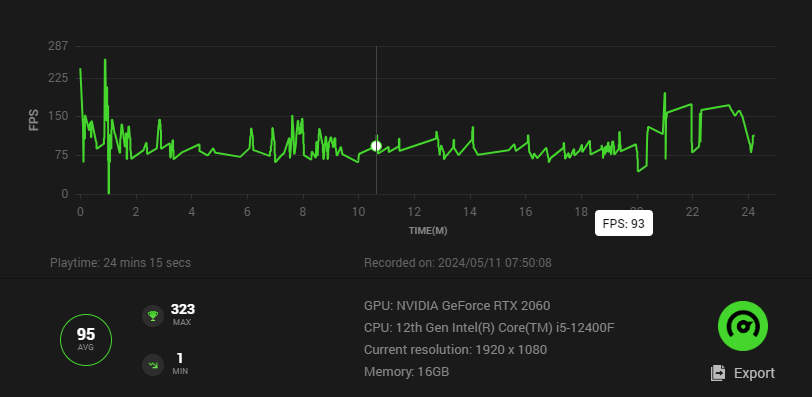 287
225
150
75
0
FPS
0 2 4 6 8 10 12 14 16 18 20 22 24
FPS: 93
TIME(M)
Playtime: 24 mins 15 secs
Recorded on: 2024/05/11 07:50:08
95
AVG
323
MAX
1
MIN
GPU: NVIDIA GeForce RTX 2060
CPU: 12th Gen Intel(R) Core(TM) i5-12400F
Current resolution: 1920 x 1080
Memory: 16GB
Export